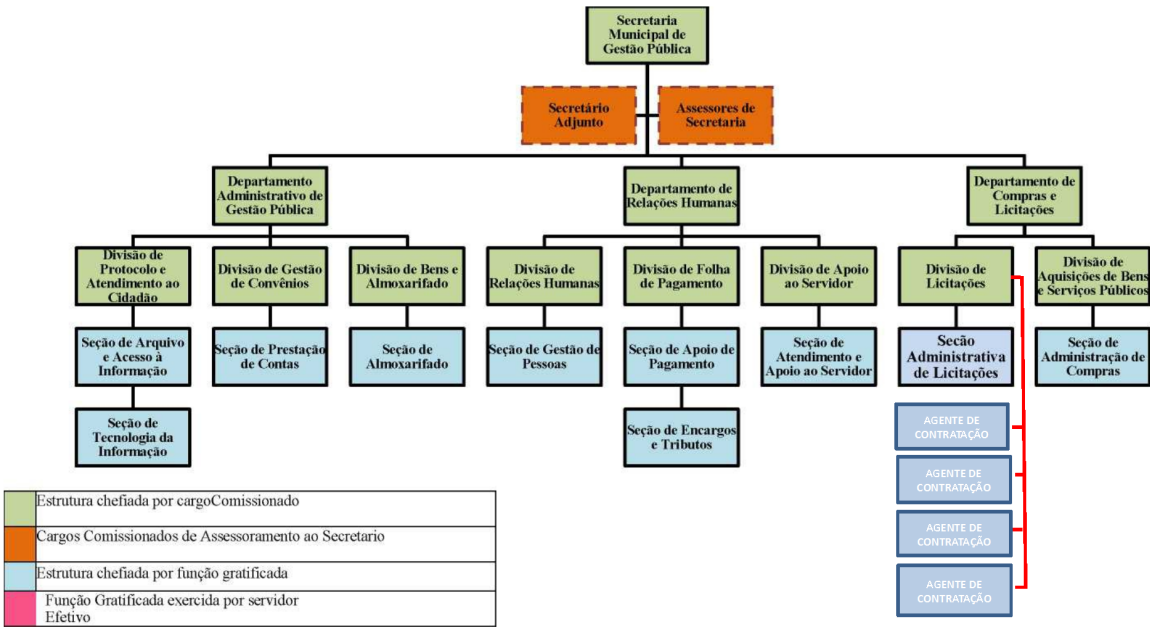 Secretaria
Municipal de
Gestão Pública
Secretário
Adjunto
Assessores de
Secretaria
Departamento
Administrativo de
Gestão Pública
Departamento de
Relações Humanas
Departamento de
Compras e
Licitações
Divisão de
Protocolo e
Atendimento ao
Cidadão
Divisão de Gestão
de Convênios
Divisão de Bens e
Almoxarifado
Divisão de
Relações Humanas
Divisão de Folha
de Pagamento
Divisão de Apoio
ao Servidor
Divisão de
Licitações
Divisão de
Aquisições de Bens
e Serviços Públicos
Seção de Arquivo
e Acesso à
Informação
Seção de Prestação
de Contas
Seção de
Almoxarifado
Seção de Gestão de
Pessoas
Seção de Apoio de
Pagamento
Seção de
Atendimento e
Apoio ao Servidor
Secão
Administrativa
de Licitações
Seção de
Administração de
Compras
Seção de
Tecnologia da
Informação
Seção de Encargos
e Tributos
AGENTE DE
CONTRATAÇÃO
AGENTE DE
CONTRATAÇÃO
AGENTE DE
CONTRATAÇÃO
AGENTE DE
CONTRATAÇÃO
Estrutura chefiada por cargoComissionado
Cargos Comissionados de Assessoramento ao Secretario
Estrutura chefiada por função gratificada
Função Gratificada exercida por servidor
Efetivo